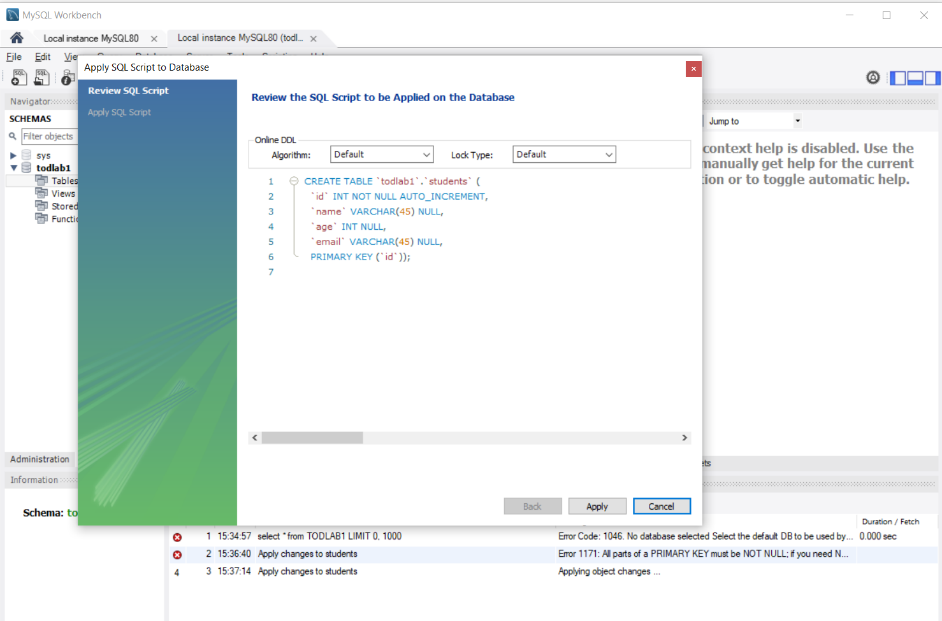 MySQL Workbench
Local instance MySQL80
Local instance MySQL80 (todl...
File Edit
Navigator
SCHEMAS
Filter objects
sys
todlab1
Tables
Views
Stored
Functio
Administration
Information
Schema: to
Apply SQL Script to Database
Review SQL Script
Apply SQL Script
Review the SQL Script to be Applied on the Database
Online DDL
Algorithm: Default Lock Type: Default
1 CREATE TABLE `todlab1`.`students` (
2 `id` INT NOT NULL AUTO_INCREMENT,
3 `name` VARCHAR(45) NULL,
4 `age` INT NULL,
5 `email` VARCHAR(45) NULL,
6 PRIMARY KEY (`id`));
7
Back Apply Cancel
Jump to
context help is disabled. Use the
manually get help for the current
ion or to toggle automatic help.
ets
Duration / Fetch
1 15:34:57 select * from TODLAB1 LIMIT 0, 1000 Error Code: 1046. No database selected Select the default DB to be used by... 0.000 sec
2 15:36:40 Apply changes to students Error 1171: All parts of a PRIMARY KEY must be NOT NULL; if you need N...
4 3 15:37:14 Apply changes to students Applying object changes ...